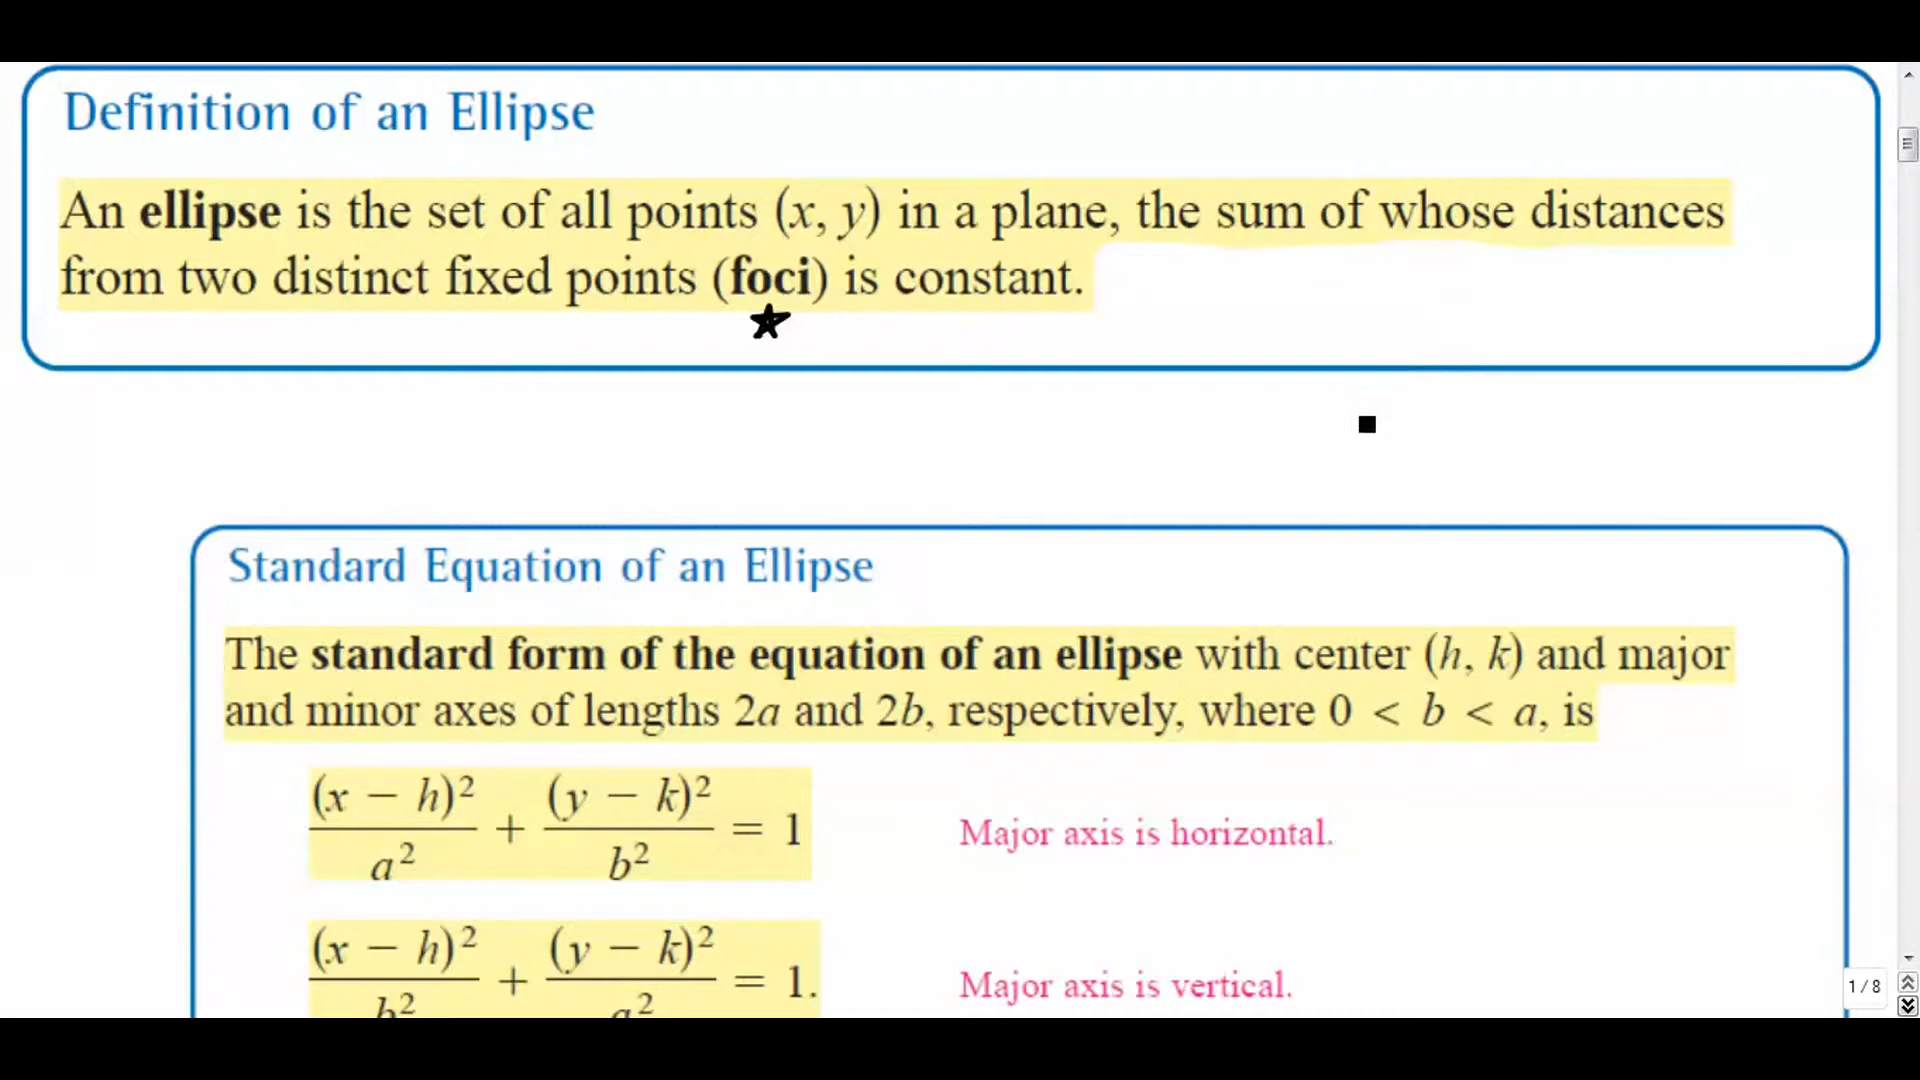 Definition of an Ellipse
An ellipse is the set of all points (x, y) in a plane, the sum of whose distances
from two distinct fixed points (foci) is constant.
Standard Equation of an Ellipse
The standard form of the equation of an ellipse with center (h, k) and major
and minor axes of lengths 2a and 2b, respectively, where 0 < b < a, is
(x − h)²/a² + (y − k)²/b² = 1 Major axis is horizontal.
(x − h)²/b² + (y − k)²/a² = 1. Major axis is vertical.
1 / 8